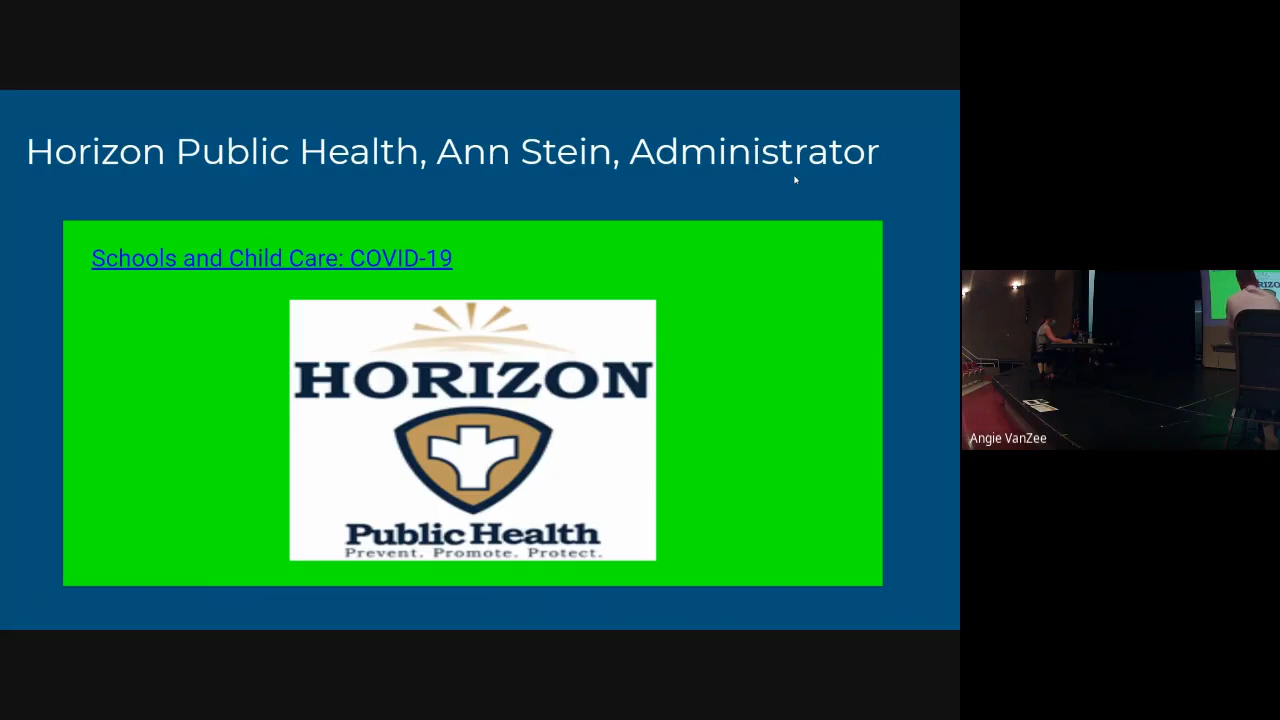 Horizon Public Health, Ann Stein, Administrator
Schools and Child Care: COVID-19
HORIZON
Public Health
Prevent. Promote. Protect.
Angie VanZee